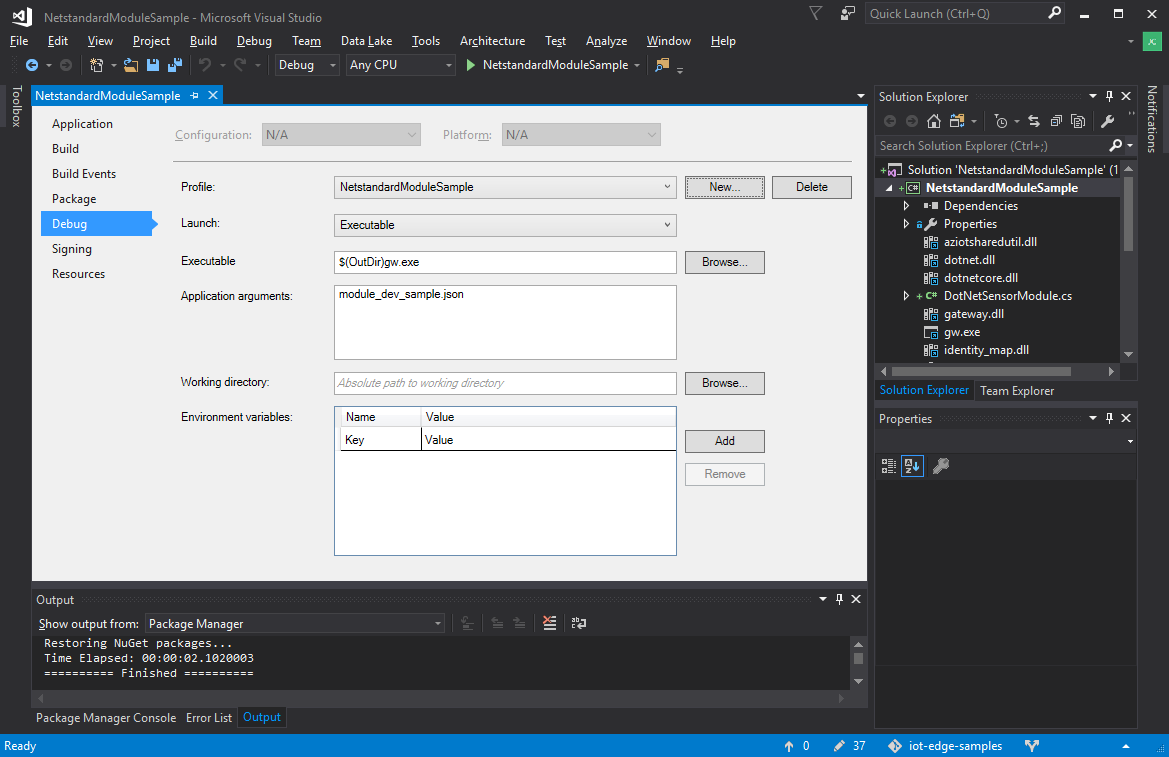 NetstandardModuleSample - Microsoft Visual Studio
Quick Launch (Ctrl+Q)
File Edit View Project Build Debug Team Data Lake Tools Architecture Test Analyze Window Help
Debug Any CPU NetstandardModuleSample
Toolbox
NetstandardModuleSample
Application
Build
Build Events
Package
Debug
Signing
Resources
Configuration: N/A Platform: N/A
Profile: NetstandardModuleSample New... Delete
Launch: Executable
Executable $(OutDir)gw.exe Browse...
Application arguments: module_dev_sample.json
Working directory: Absolute path to working directory Browse...
Environment variables: Name Value
Key Value
Add
Remove
Output
Show output from: Package Manager
Restoring NuGet packages...
Time Elapsed: 00:00:02.1020003
========== Finished ==========
Package Manager Console Error List Output
Solution Explorer
Search Solution Explorer (Ctrl+;)
Solution 'NetstandardModuleSample' (1
NetstandardModuleSample
Dependencies
Properties
aziotsharedutil.dll
dotnet.dll
dotnetcore.dll
DotNetSensorModule.cs
gateway.dll
gw.exe
identity_map.dll
Solution Explorer Team Explorer
Properties
Notifications
Ready 0 37 iot-edge-samples